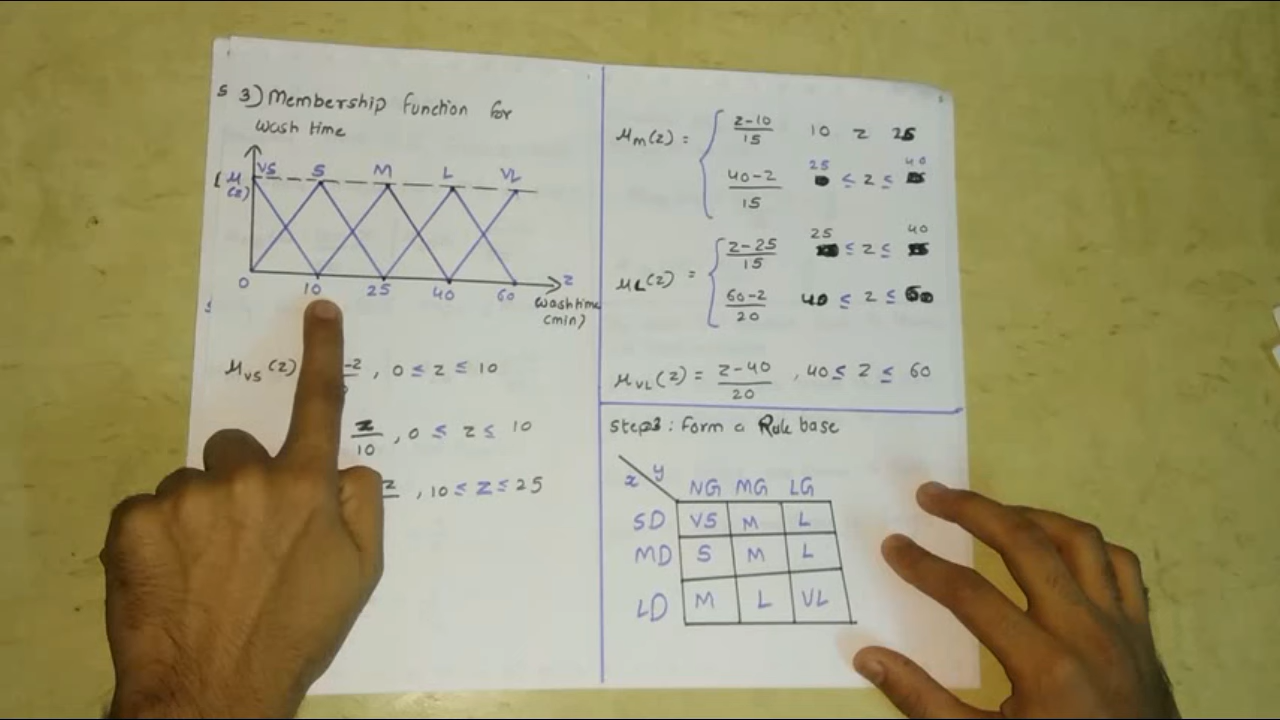 3) Membership function for
wash time
1 μ
(z)
VS S M L VL
0 10 25 40 60
z
wash time
(min)
μVS(z)
-z , 0 ≤ z ≤ 10
z/10 , 0 ≤ z ≤ 10
z , 10 ≤ z ≤ 25
μm(z) = z-10/15 10 z 25
40-z/15 25 ≤ z ≤ 40
μL(z) = z-25/15 25 ≤ z ≤ 40
60-z/20 40 ≤ z ≤ 60
μVL(z) = z-40/20 , 40 ≤ z ≤ 60
Step 3: form a Rule base
x y NG MG LG
SD VS M L
MD S M L
LD M L VL